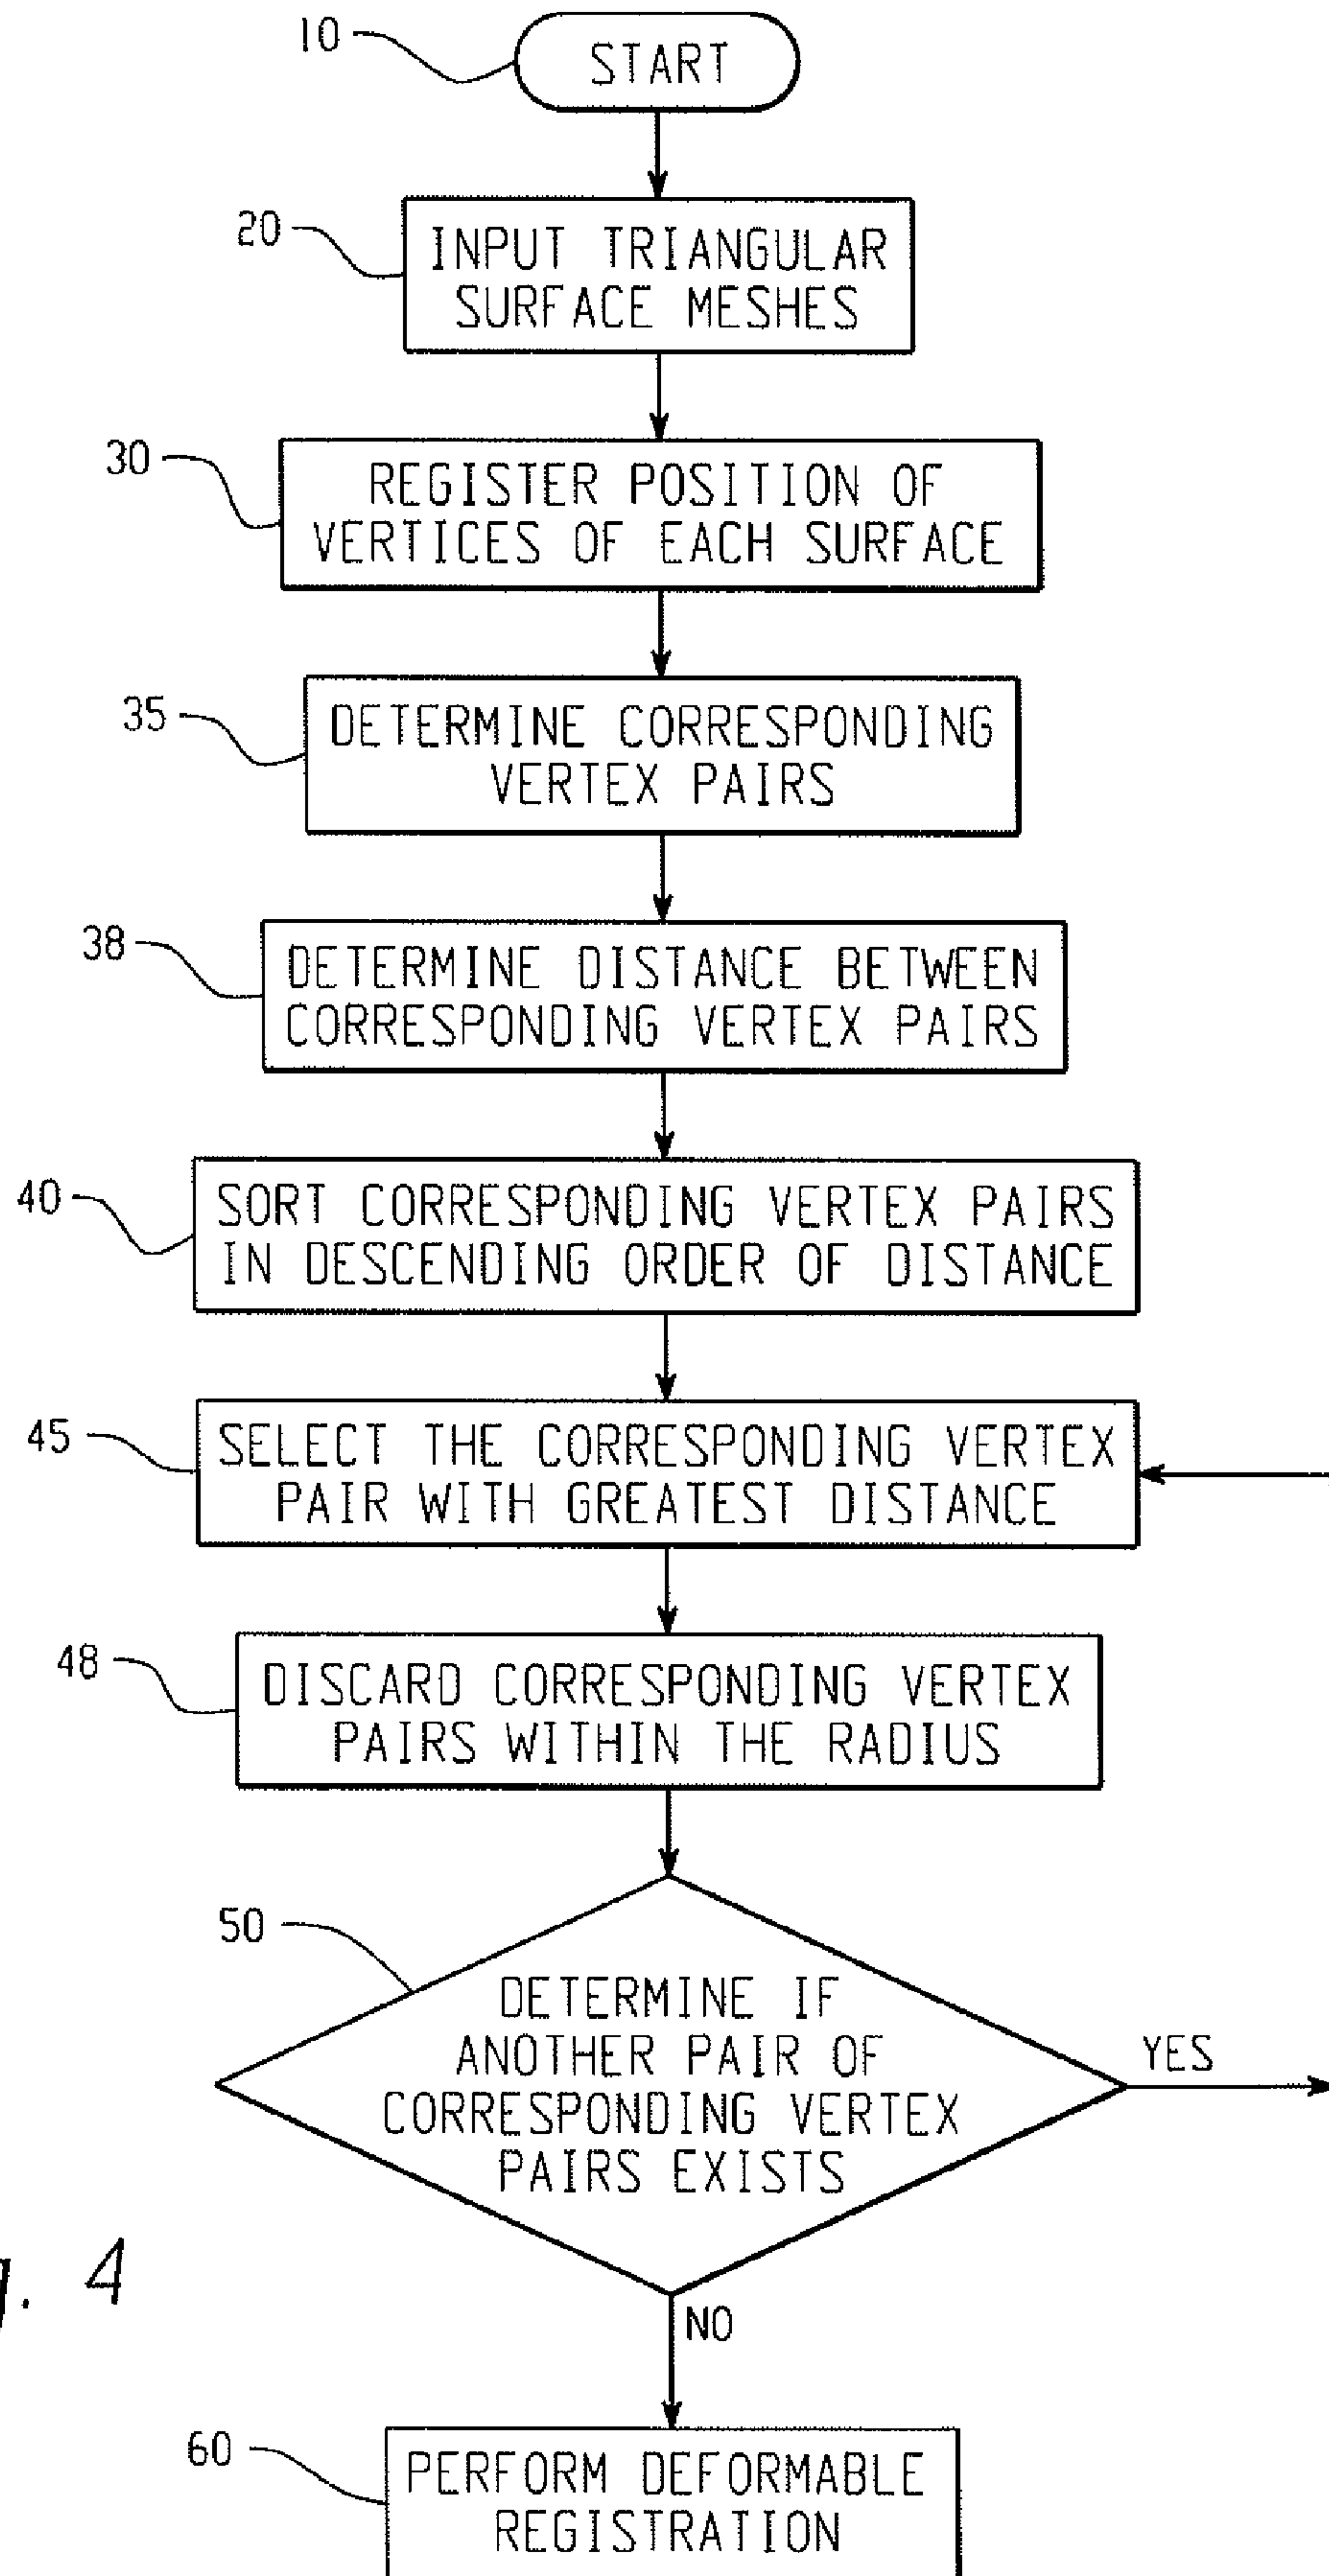 10
START
20
INPUT TRIANGULAR
SURFACE MESHES
30
REGISTER POSITION OF
VERTICES OF EACH SURFACE
35
DETERMINE CORRESPONDING
VERTEX PAIRS
38
DETERMINE DISTANCE BETWEEN
CORRESPONDING VERTEX PAIRS
40
SORT CORRESPONDING VERTEX PAIRS
IN DESCENDING ORDER OF DISTANCE
45
SELECT THE CORRESPONDING VERTEX
PAIR WITH GREATEST DISTANCE
48
DISCARD CORRESPONDING VERTEX
PAIRS WITHIN THE RADIUS
50
DETERMINE IF
ANOTHER PAIR OF
CORRESPONDING VERTEX
PAIRS EXISTS
YES
NO
g. 4
60
PERFORM DEFORMABLE
REGISTRATION